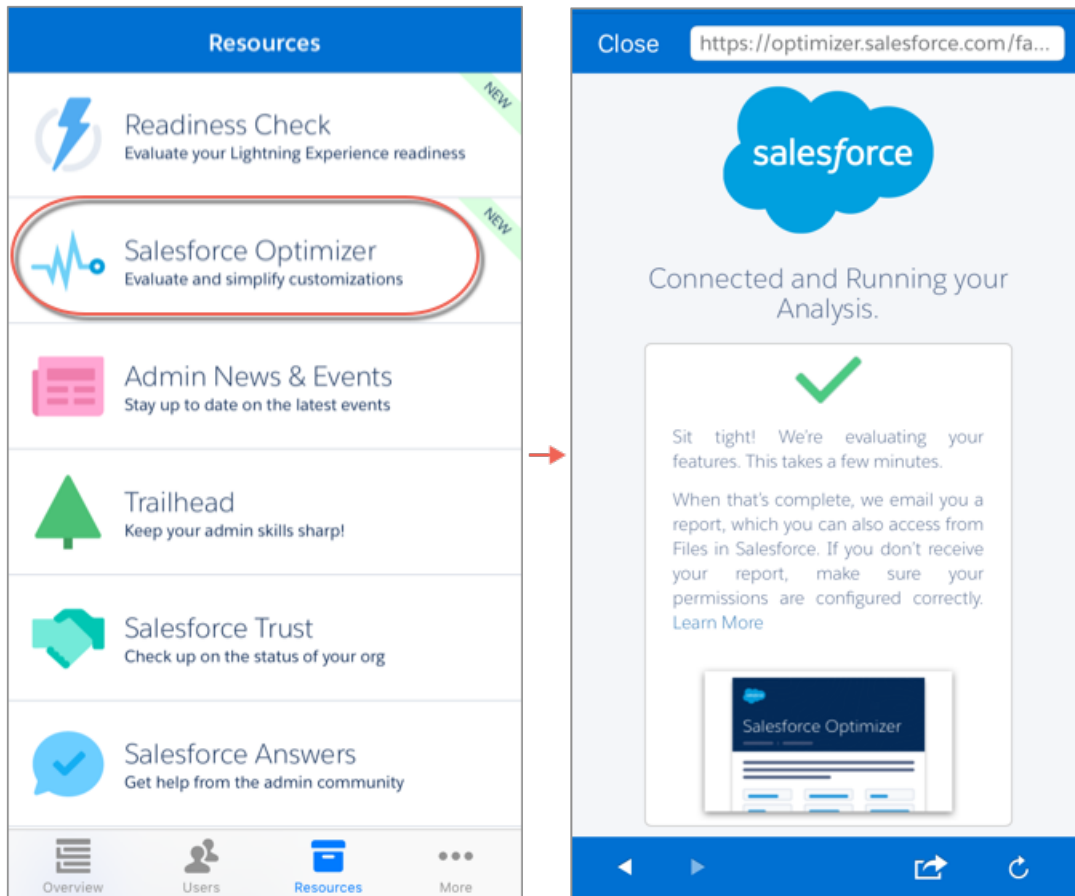 Resources
Readiness Check
Evaluate your Lightning Experience readiness
NEW
Salesforce Optimizer
Evaluate and simplify customizations
NEW
Admin News & Events
Stay up to date on the latest events
Trailhead
Keep your admin skills sharp!
Salesforce Trust
Check up on the status of your org
Salesforce Answers
Get help from the admin community
Overview
Users
Resources
More
Close
https://optimizer.salesforce.com/fa...
salesforce
Connected and Running your
Analysis.
Sit tight! We're evaluating your
features. This takes a few minutes.
When that's complete, we email you a
report, which you can also access from
Files in Salesforce. If you don't receive
your report, make sure your
permissions are configured correctly.
Learn More
Salesforce Optimizer